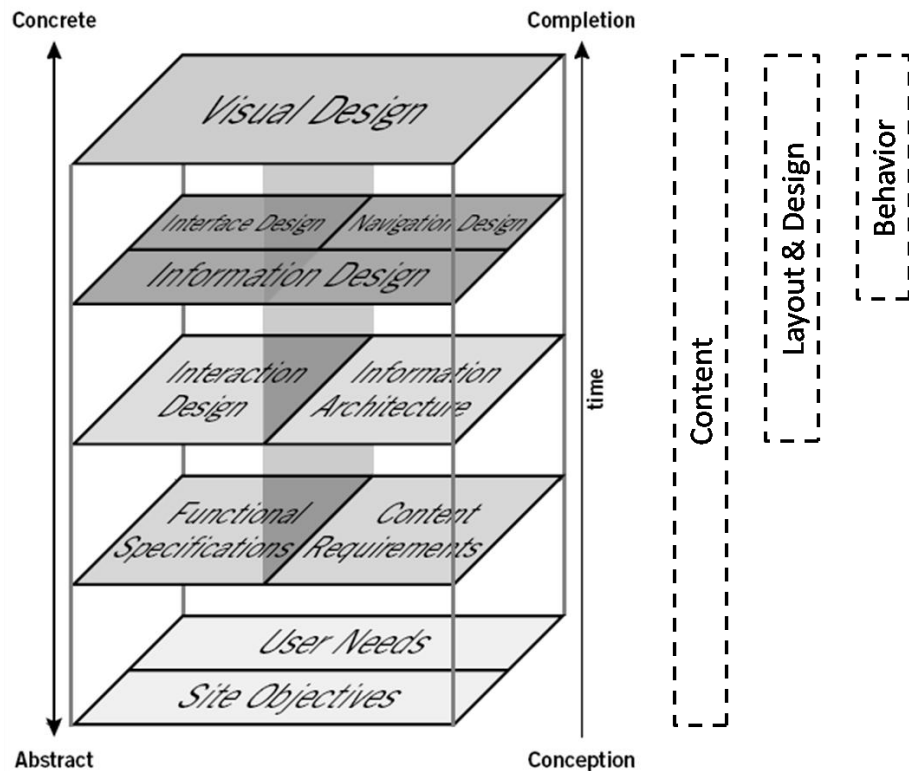 Concrete
Completion
Visual Design
Interface Design
Navigation Design
Information Design
Interaction
Design
Information
Architecture
Functional
Specifications
Content
Requirements
User Needs
Site Objectives
Abstract
Conception
time
Content
Layout & Design
Behavior